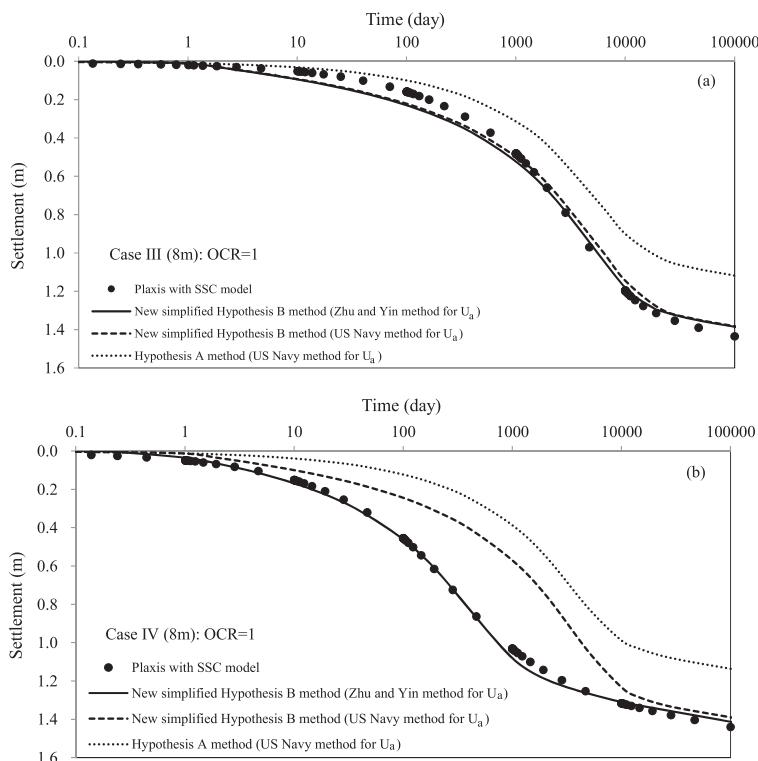 Time (day)
0.1 1 10 100 1000 10000 100000
0.0
(a)
0.2
0.4
0.6
Settlement (m)
0.8
1.0
Case III (8m): OCR=1
1.2
Plaxis with SSC model
New simplified Hypothesis B method (Zhu and Yin method for Ua)
1.4
New simplified Hypothesis B method (US Navy method for Ua)
Hypothesis A method (US Navy method for Ua)
1.6
Time (day)
0.1 1 10 100 1000 10000 100000
0.0
(b)
0.2
0.4
0.6
Settlement (m)
0.8
Case IV (8m): OCR=1
1.0
Plaxis with SSC model
1.2
New simplified Hypothesis B method (Zhu and Yin method for Ua)
New simplified Hypothesis B method (US Navy method for Ua)
1.4
Hypothesis A method (US Navy method for Ua)
1.6